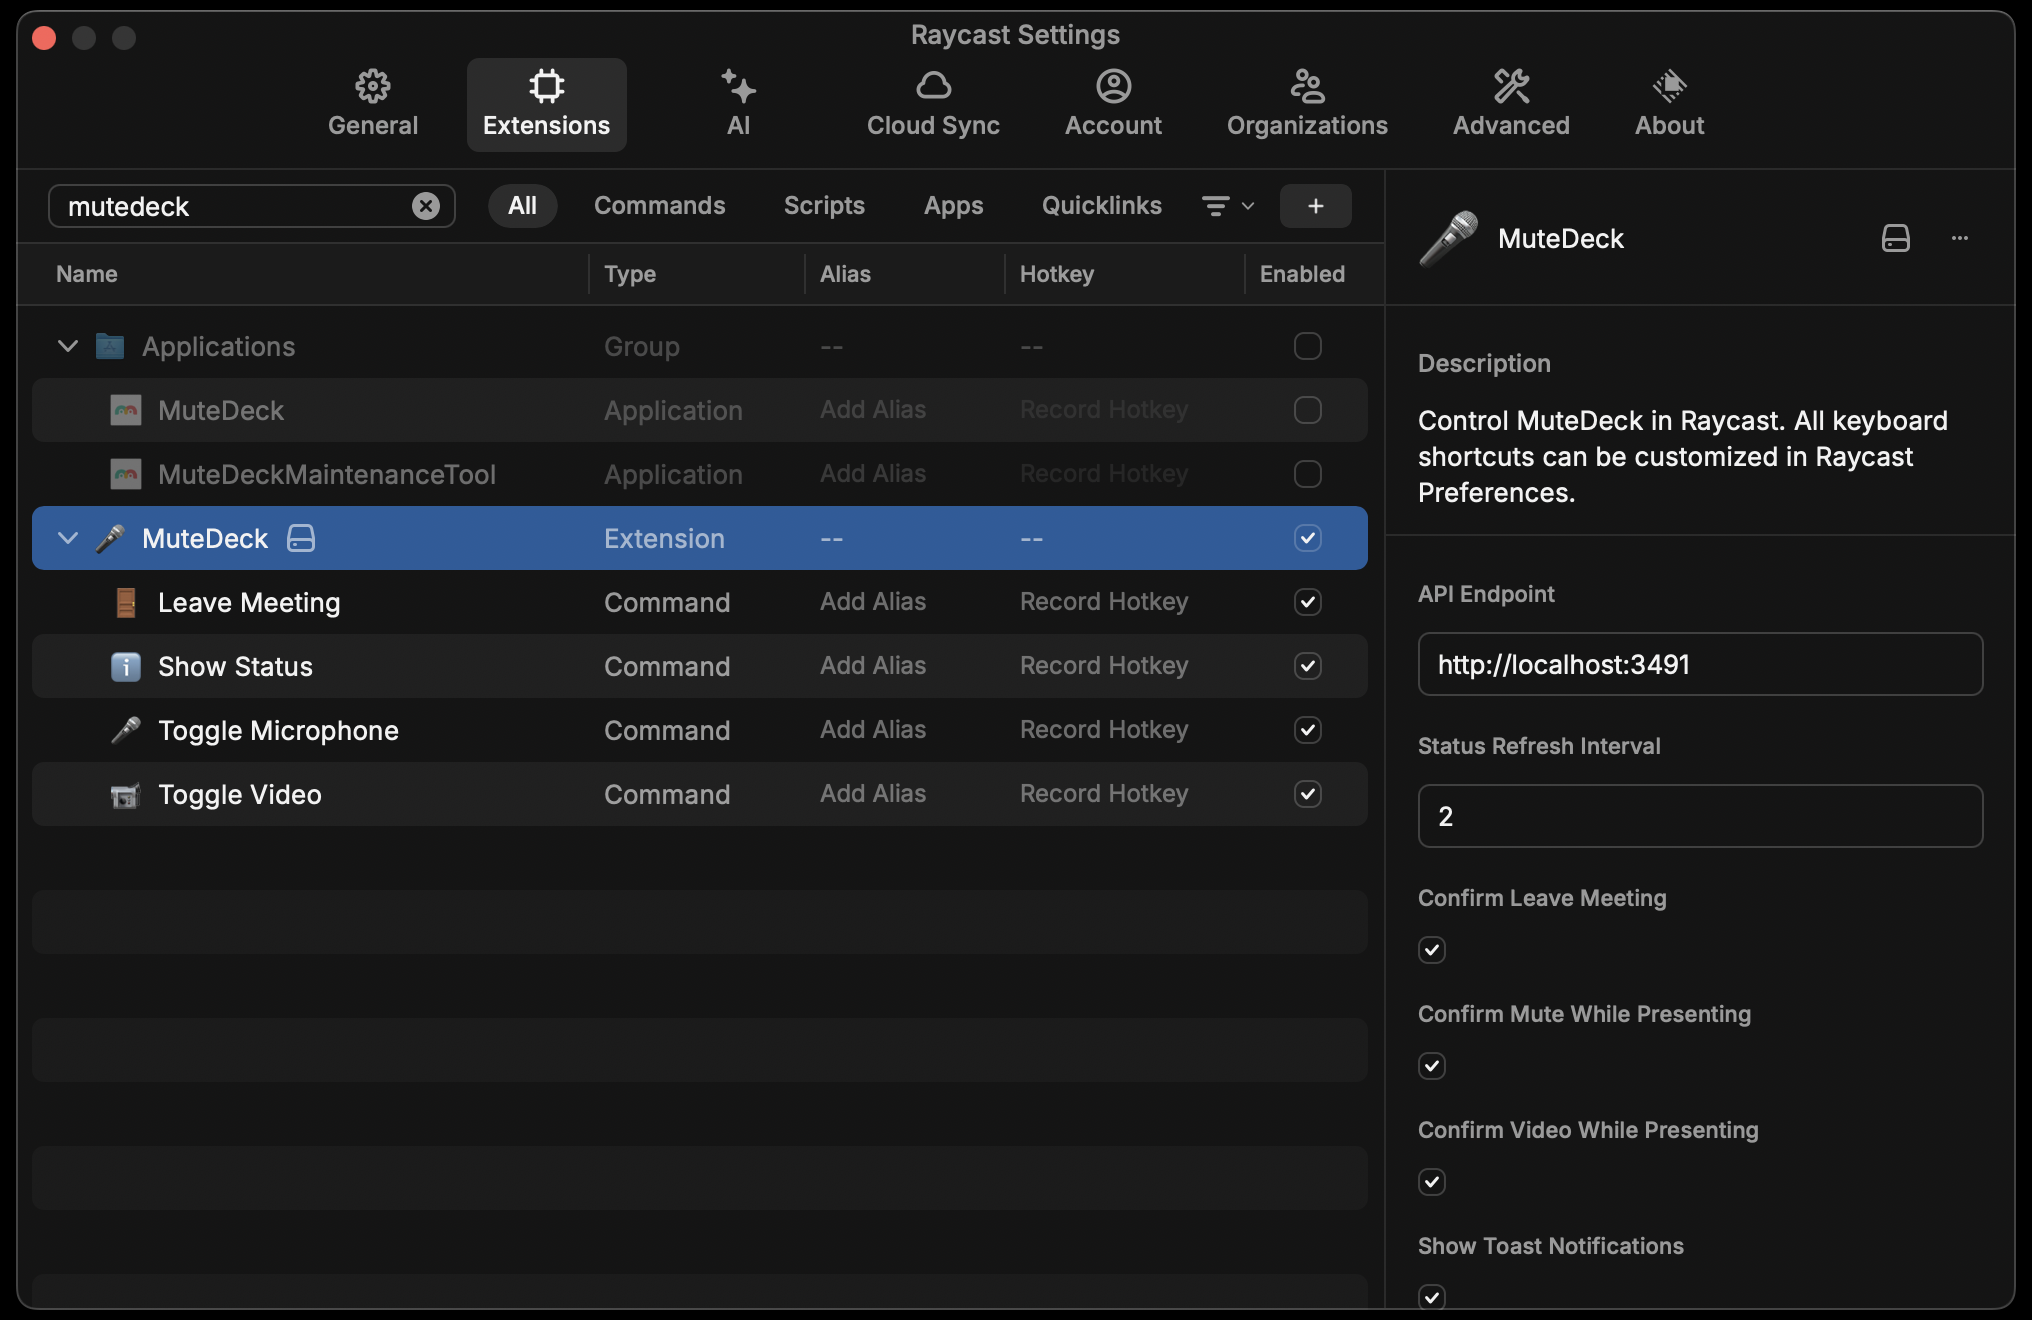 Raycast Settings
General
Extensions
AI
Cloud Sync
Account
Organizations
Advanced
About
mutedeck
All
Commands
Scripts
Apps
Quicklinks
+
Name
Type
Alias
Hotkey
Enabled
Applications
Group
--
--
MuteDeck
Application
Add Alias
Record Hotkey
MuteDeckMaintenanceTool
Application
Add Alias
Record Hotkey
MuteDeck
Extension
--
--
Leave Meeting
Command
Add Alias
Record Hotkey
Show Status
Command
Add Alias
Record Hotkey
Toggle Microphone
Command
Add Alias
Record Hotkey
Toggle Video
Command
Add Alias
Record Hotkey
MuteDeck
Description
Control MuteDeck in Raycast. All keyboard
shortcuts can be customized in Raycast
Preferences.
API Endpoint
http://localhost:3491
Status Refresh Interval
2
Confirm Leave Meeting
Confirm Mute While Presenting
Confirm Video While Presenting
Show Toast Notifications